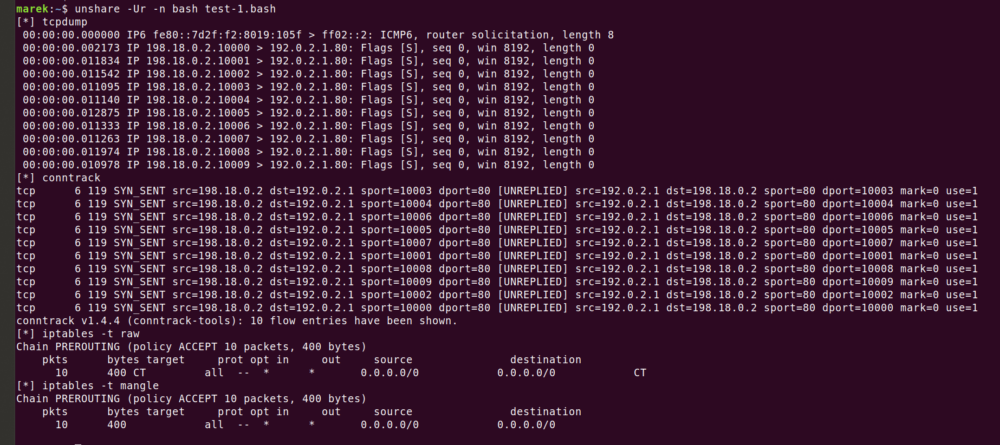 marek:~$ unshare -Ur -n bash test-1.bash
[*] tcpdump
 00:00:00.000000 IP6 fe80::7d2f:f2:8019:105f > ff02::2: ICMP6, router solicitation, length 8
 00:00:00.002173 IP 198.18.0.2.10000 > 192.0.2.1.80: Flags [S], seq 0, win 8192, length 0
 00:00:00.011834 IP 198.18.0.2.10001 > 192.0.2.1.80: Flags [S], seq 0, win 8192, length 0
 00:00:00.011542 IP 198.18.0.2.10002 > 192.0.2.1.80: Flags [S], seq 0, win 8192, length 0
 00:00:00.011095 IP 198.18.0.2.10003 > 192.0.2.1.80: Flags [S], seq 0, win 8192, length 0
 00:00:00.011140 IP 198.18.0.2.10004 > 192.0.2.1.80: Flags [S], seq 0, win 8192, length 0
 00:00:00.012875 IP 198.18.0.2.10005 > 192.0.2.1.80: Flags [S], seq 0, win 8192, length 0
 00:00:00.011333 IP 198.18.0.2.10006 > 192.0.2.1.80: Flags [S], seq 0, win 8192, length 0
 00:00:00.011263 IP 198.18.0.2.10007 > 192.0.2.1.80: Flags [S], seq 0, win 8192, length 0
 00:00:00.011974 IP 198.18.0.2.10008 > 192.0.2.1.80: Flags [S], seq 0, win 8192, length 0
 00:00:00.010978 IP 198.18.0.2.10009 > 192.0.2.1.80: Flags [S], seq 0, win 8192, length 0
[*] conntrack
tcp      6 119 SYN_SENT src=198.18.0.2 dst=192.0.2.1 sport=10003 dport=80 [UNREPLIED] src=192.0.2.1 dst=198.18.0.2 sport=80 dport=10003 mark=0 use=1
tcp      6 119 SYN_SENT src=198.18.0.2 dst=192.0.2.1 sport=10004 dport=80 [UNREPLIED] src=192.0.2.1 dst=198.18.0.2 sport=80 dport=10004 mark=0 use=1
tcp      6 119 SYN_SENT src=198.18.0.2 dst=192.0.2.1 sport=10006 dport=80 [UNREPLIED] src=192.0.2.1 dst=198.18.0.2 sport=80 dport=10006 mark=0 use=1
tcp      6 119 SYN_SENT src=198.18.0.2 dst=192.0.2.1 sport=10005 dport=80 [UNREPLIED] src=192.0.2.1 dst=198.18.0.2 sport=80 dport=10005 mark=0 use=1
tcp      6 119 SYN_SENT src=198.18.0.2 dst=192.0.2.1 sport=10007 dport=80 [UNREPLIED] src=192.0.2.1 dst=198.18.0.2 sport=80 dport=10007 mark=0 use=1
tcp      6 119 SYN_SENT src=198.18.0.2 dst=192.0.2.1 sport=10001 dport=80 [UNREPLIED] src=192.0.2.1 dst=198.18.0.2 sport=80 dport=10001 mark=0 use=1
tcp      6 119 SYN_SENT src=198.18.0.2 dst=192.0.2.1 sport=10008 dport=80 [UNREPLIED] src=192.0.2.1 dst=198.18.0.2 sport=80 dport=10008 mark=0 use=1
tcp      6 119 SYN_SENT src=198.18.0.2 dst=192.0.2.1 sport=10009 dport=80 [UNREPLIED] src=192.0.2.1 dst=198.18.0.2 sport=80 dport=10009 mark=0 use=1
tcp      6 119 SYN_SENT src=198.18.0.2 dst=192.0.2.1 sport=10002 dport=80 [UNREPLIED] src=192.0.2.1 dst=198.18.0.2 sport=80 dport=10002 mark=0 use=1
tcp      6 119 SYN_SENT src=198.18.0.2 dst=192.0.2.1 sport=10000 dport=80 [UNREPLIED] src=192.0.2.1 dst=198.18.0.2 sport=80 dport=10000 mark=0 use=1
conntrack v1.4.4 (conntrack-tools): 10 flow entries have been shown.
[*] iptables -t raw
Chain PREROUTING (policy ACCEPT 10 packets, 400 bytes)
    pkts      bytes target     prot opt in     out     source               destination
      10      400 CT         all  --  *      *       0.0.0.0/0            0.0.0.0/0            CT
[*] iptables -t mangle
Chain PREROUTING (policy ACCEPT 10 packets, 400 bytes)
    pkts      bytes target     prot opt in     out     source               destination
      10      400            all  --  *      *       0.0.0.0/0            0.0.0.0/0